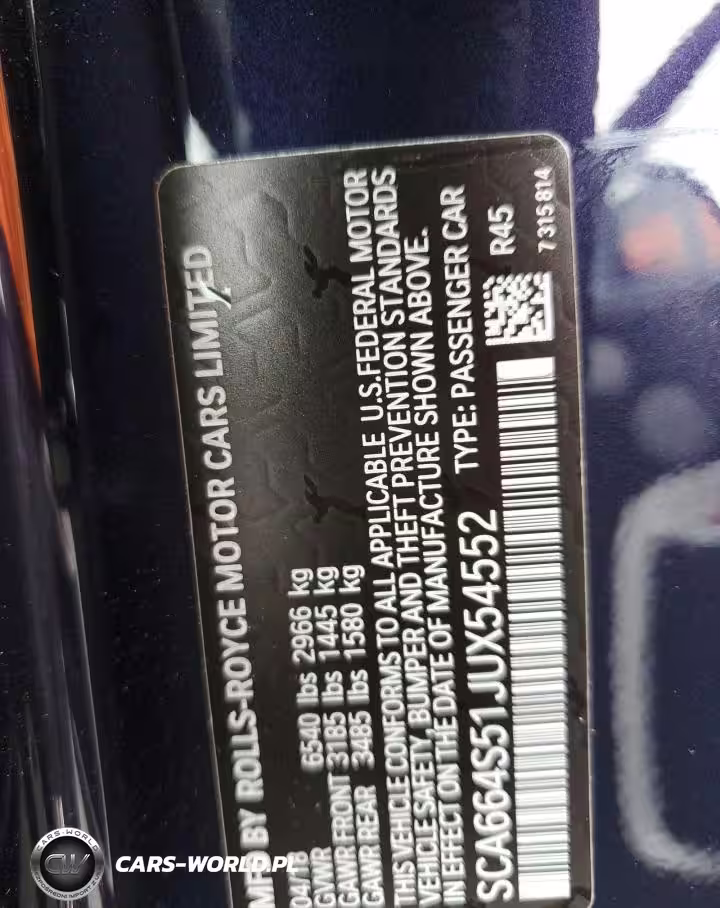 MFD BY ROLLS-ROYCE MOTOR CARS LIMITED
04/18
GVWR 6540 lbs 2966 kg
GAWR FRONT 3185 lbs 1445 kg
GAWR REAR 3485 lbs 1580 kg
THIS VEHICLE CONFORMS TO ALL APPLICABLE U.S.FEDERAL MOTOR
VEHICLE SAFETY, BUMPER AND THEFT PREVENTION STANDARDS
IN EFFECT ON THE DATE OF MANUFACTURE SHOWN ABOVE.
SCA664S51JUX54552 TYPE: PASSENGER CAR
R45
7315814
CARS-WORLD
CW
CARS-WORLD.PL